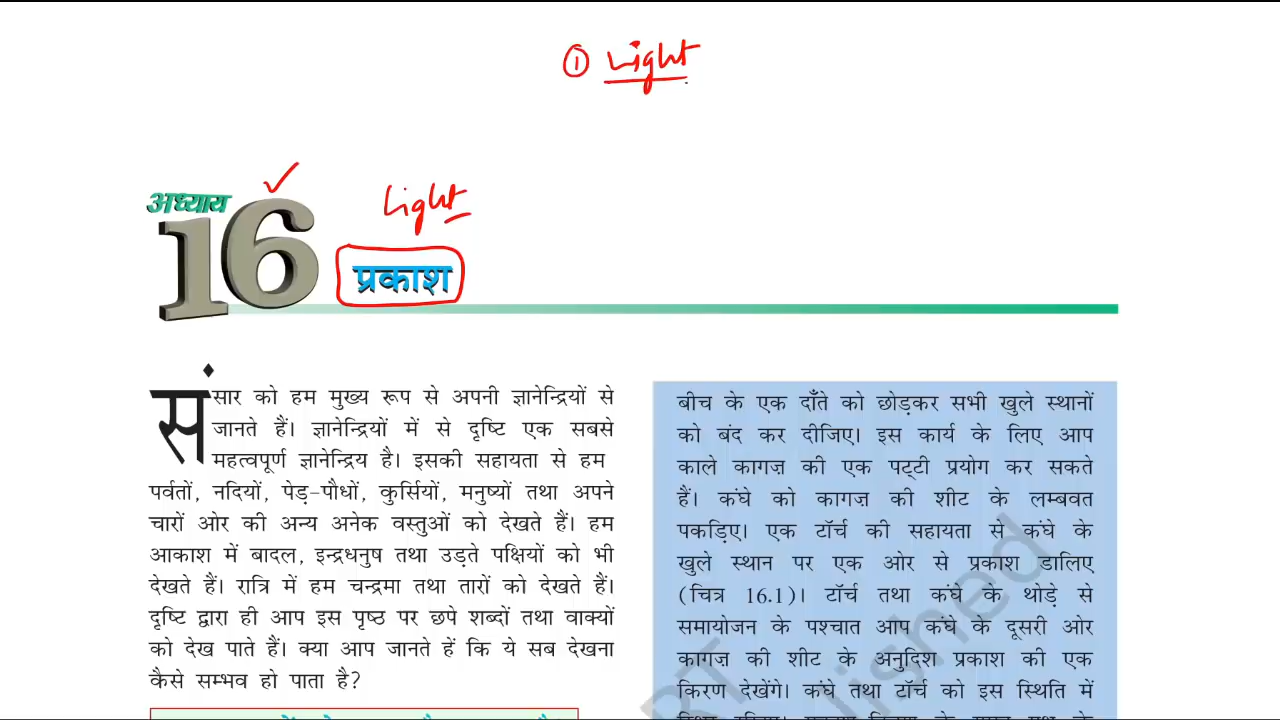 ① Light
अध्याय
16
Light
प्रकाश
संसार को हम मुख्य रूप से अपनी ज्ञानेन्द्रियों से
जानते हैं। ज्ञानेन्द्रियों में से दृष्टि एक सबसे
महत्वपूर्ण ज्ञानेन्द्रिय है। इसकी सहायता से हम
पर्वतों, नदियों, पेड़-पौधों, कुर्सियों, मनुष्यों तथा अपने
चारों ओर की अन्य अनेक वस्तुओं को देखते हैं। हम
आकाश में बादल, इन्द्रधनुष तथा उड़ते पक्षियों को भी
देखते हैं। रात्रि में हम चन्द्रमा तथा तारों को देखते हैं।
दृष्टि द्वारा ही आप इस पृष्ठ पर छपे शब्दों तथा वाक्यों
को देख पाते हैं। क्या आप जानते हें कि ये सब देखना
कैसे सम्भव हो पाता है?
बीच के एक दाँते को छोड़कर सभी खुले स्थानों
को बंद कर दीजिए। इस कार्य के लिए आप
काले कागज़ की एक पट्टी प्रयोग कर सकते
हैं। कंघे को कागज़ की शीट के लम्बवत
पकड़िए। एक टॉर्च की सहायता से कंघे के
खुले स्थान पर एक ओर से प्रकाश डालिए
(चित्र 16.1)। टॉर्च तथा कंघे के थोड़े से
समायोजन के पश्चात आप कंघे के दूसरी ओर
कागज़ की शीट के अनुदिश प्रकाश की एक
किरण देखेंगे। कंघे तथा टॉर्च को इस स्थिति में